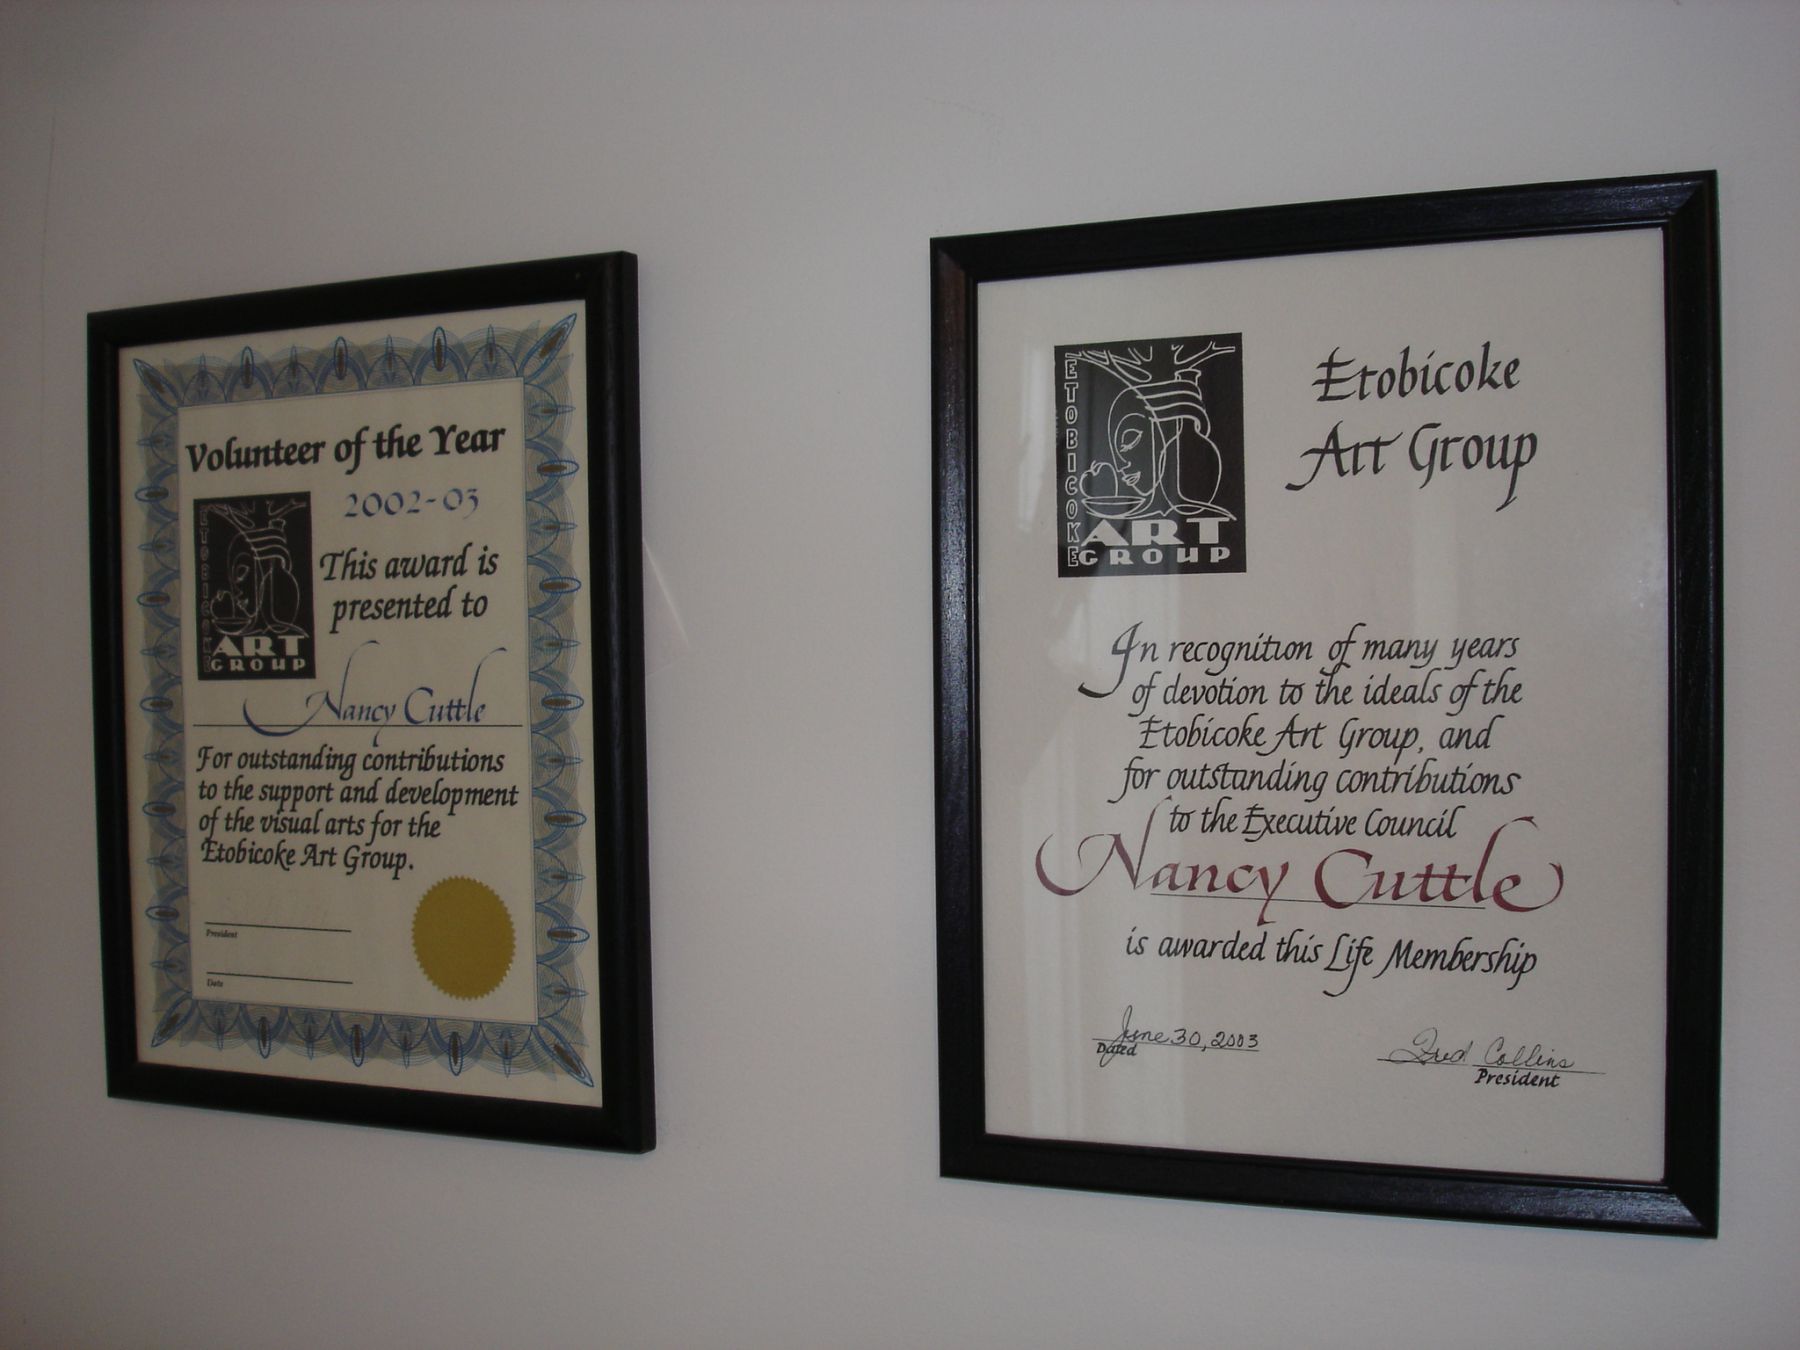 Volunteer of the Year
2002-03
ETOBICOKE
ART
GROUP
This award is
presented to
Nancy Cuttle
For outstanding contributions
to the support and development
of the visual arts for the
Etobicoke Art Group.
President
Date
ETOBICOKE
ART
GROUP
Etobicoke
Art Group
In recognition of many years
of devotion to the ideals of the
Etobicoke Art Group, and
for outstanding contributions
to the Executive Council
Nancy Cuttle
is awarded this Life Membership
June 30, 2003
Dated
Fred Collins
President